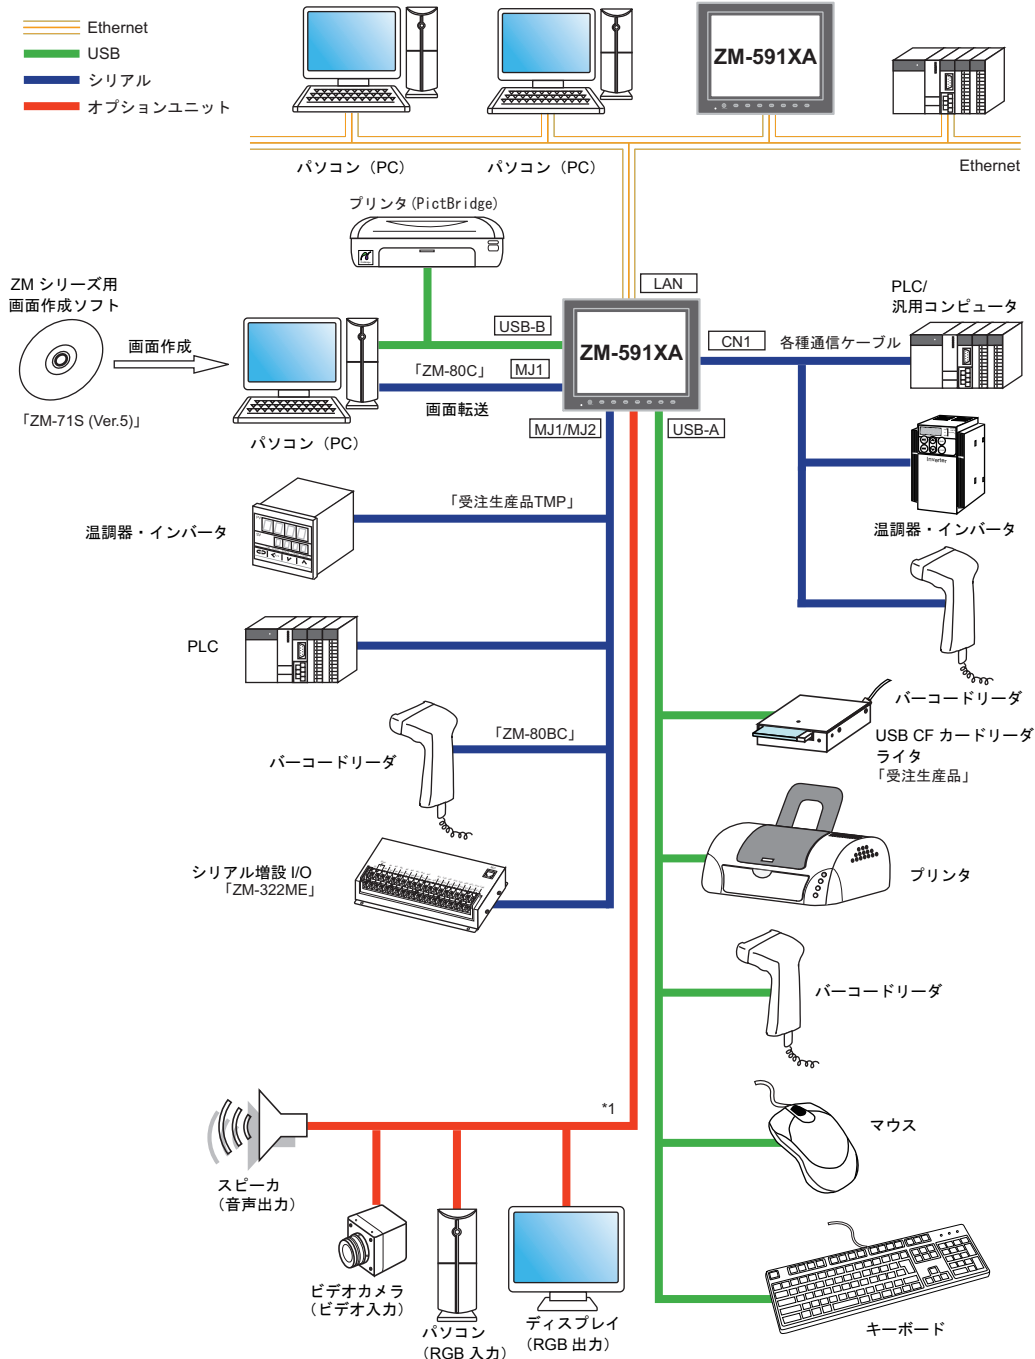 Ethernet
USB
シリアル
オプションユニット
ZM-591XA
パソコン（PC）
パソコン（PC）
Ethernet
プリンタ(PictBridge)
LAN
ZM シリーズ用
画面作成ソフト
画面作成
「ZM-71S (Ver.5)」
パソコン（PC）
USB-B
「ZM-80C」
MJ1
画面転送
ZM-591XA
CN1
各種通信ケーブル
PLC/
汎用コンピュータ
MJ1/MJ2
USB-A
Inverter
温調器・インバータ
「受注生産品TMP」
温調器・インバータ
PLC
バーコードリーダ
「ZM-80BC」
バーコードリーダ
USB CF カードリーダ
ライタ
「受注生産品」
シリアル増設 I/O
「ZM-322ME」
プリンタ
バーコードリーダ
*1
マウス
スピーカ
（音声出力）
ビデオカメラ
（ビデオ入力）
パソコン
（RGB 入力）
ディスプレイ
（RGB 出力）
キーボード